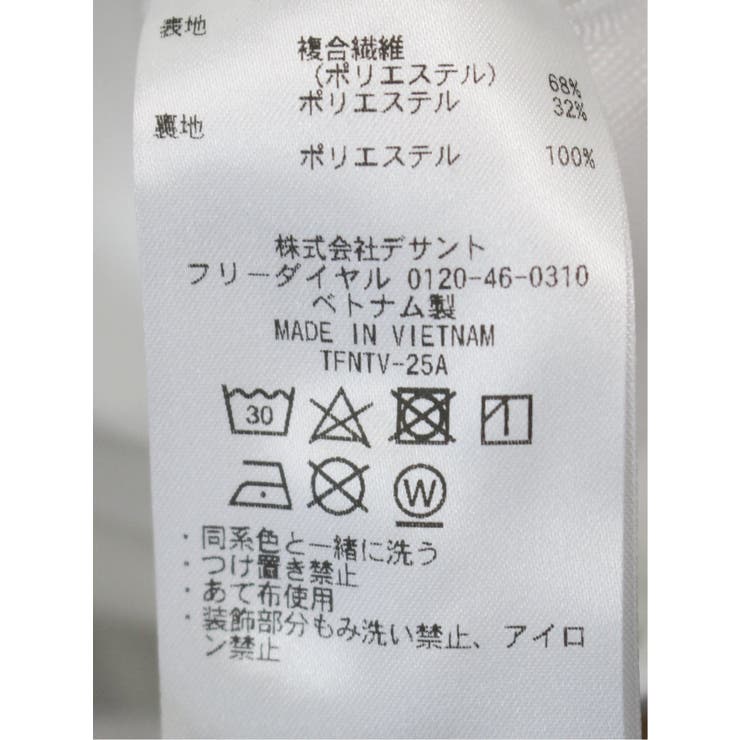 表地
複合繊維
(ポリエステル) 68%
ポリエステル 32%
裏地
ポリエステル 100%
株式会社デサント
フリーダイヤル 0120-46-0310
ベトナム製
MADE IN VIETNAM
TFNTV-25A
30
W
・同系色と一緒に洗う
・つけ置き禁止
・あて布使用
・装飾部分もみ洗い禁止、アイロ
ン禁止